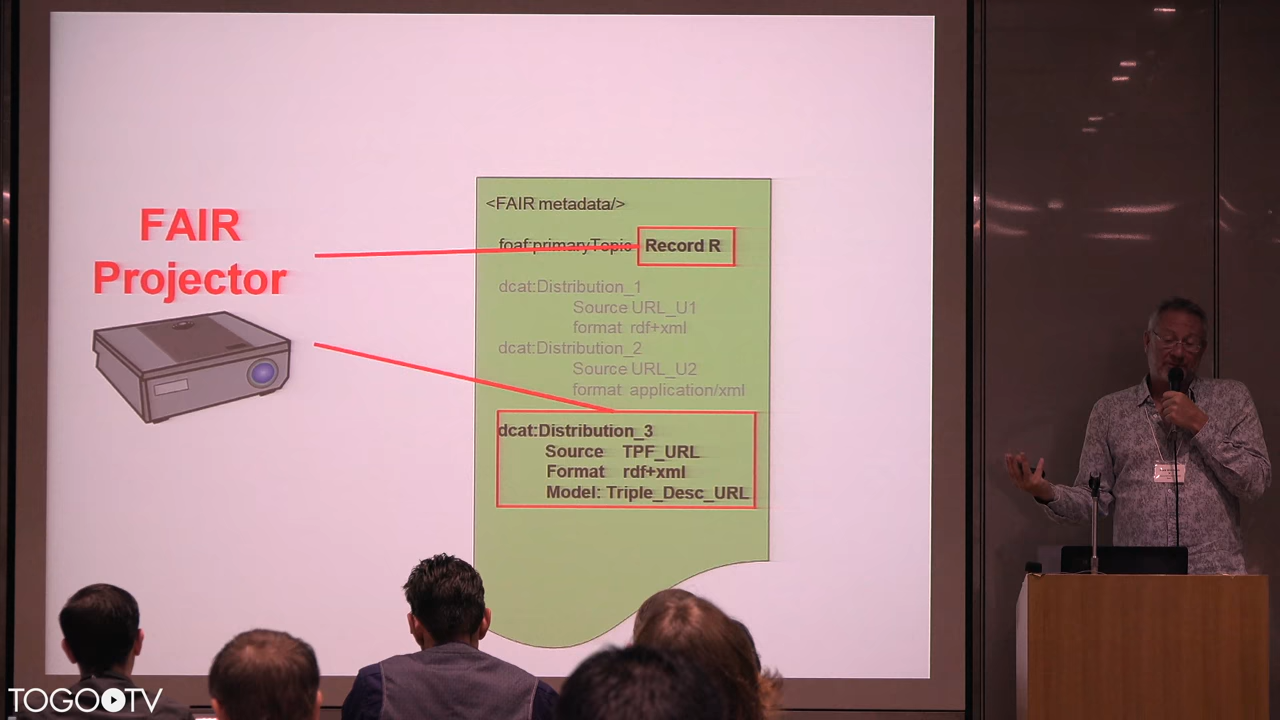 FAIR
Projector
<FAIR metadata/>
foaf:primaryTopic Record R
dcat:Distribution_1
Source URL_U1
format rdf+xml
dcat:Distribution_2
Source URL_U2
format application/xml
dcat:Distribution_3
Source TPF_URL
Format rdf+xml
Model: Triple_Desc_URL
TOGOTV